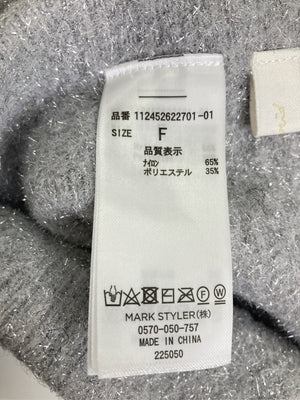 品番 112452622701-01
SIZE F
品質表示
ナイロン 65%
ポリエステル 35%
F W
MARK STYLER(株)
0570-050-757
MADE IN CHINA
225050